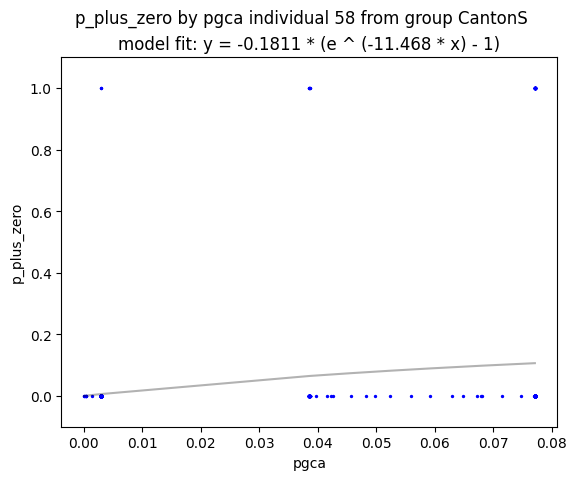 p_plus_zero by pgca individual 58 from group CantonS
model fit: y = -0.1811 * (e ^ (-11.468 * x) - 1)
1.0
0.8
0.6
0.4
0.2
0.0
p_plus_zero
0.00 0.01 0.02 0.03 0.04 0.05 0.06 0.07 0.08
pgca